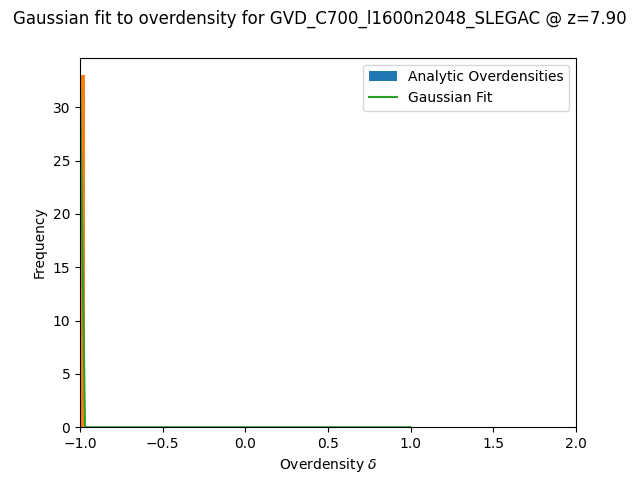 Gaussian fit to overdensity for GVD_C700_l1600n2048_SLEGAC @ z=7.90
Analytic Overdensities
Gaussian Fit
Frequency
30
25
20
15
10
5
0
−1.0 −0.5 0.0 0.5 1.0 1.5 2.0
Overdensity δ